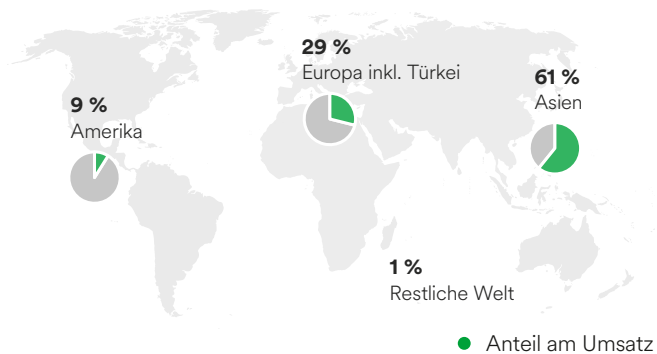 29 %
Europa inkl. Türkei
61 %
Asien
9 %
Amerika
1 %
Restliche Welt
Anteil am Umsatz